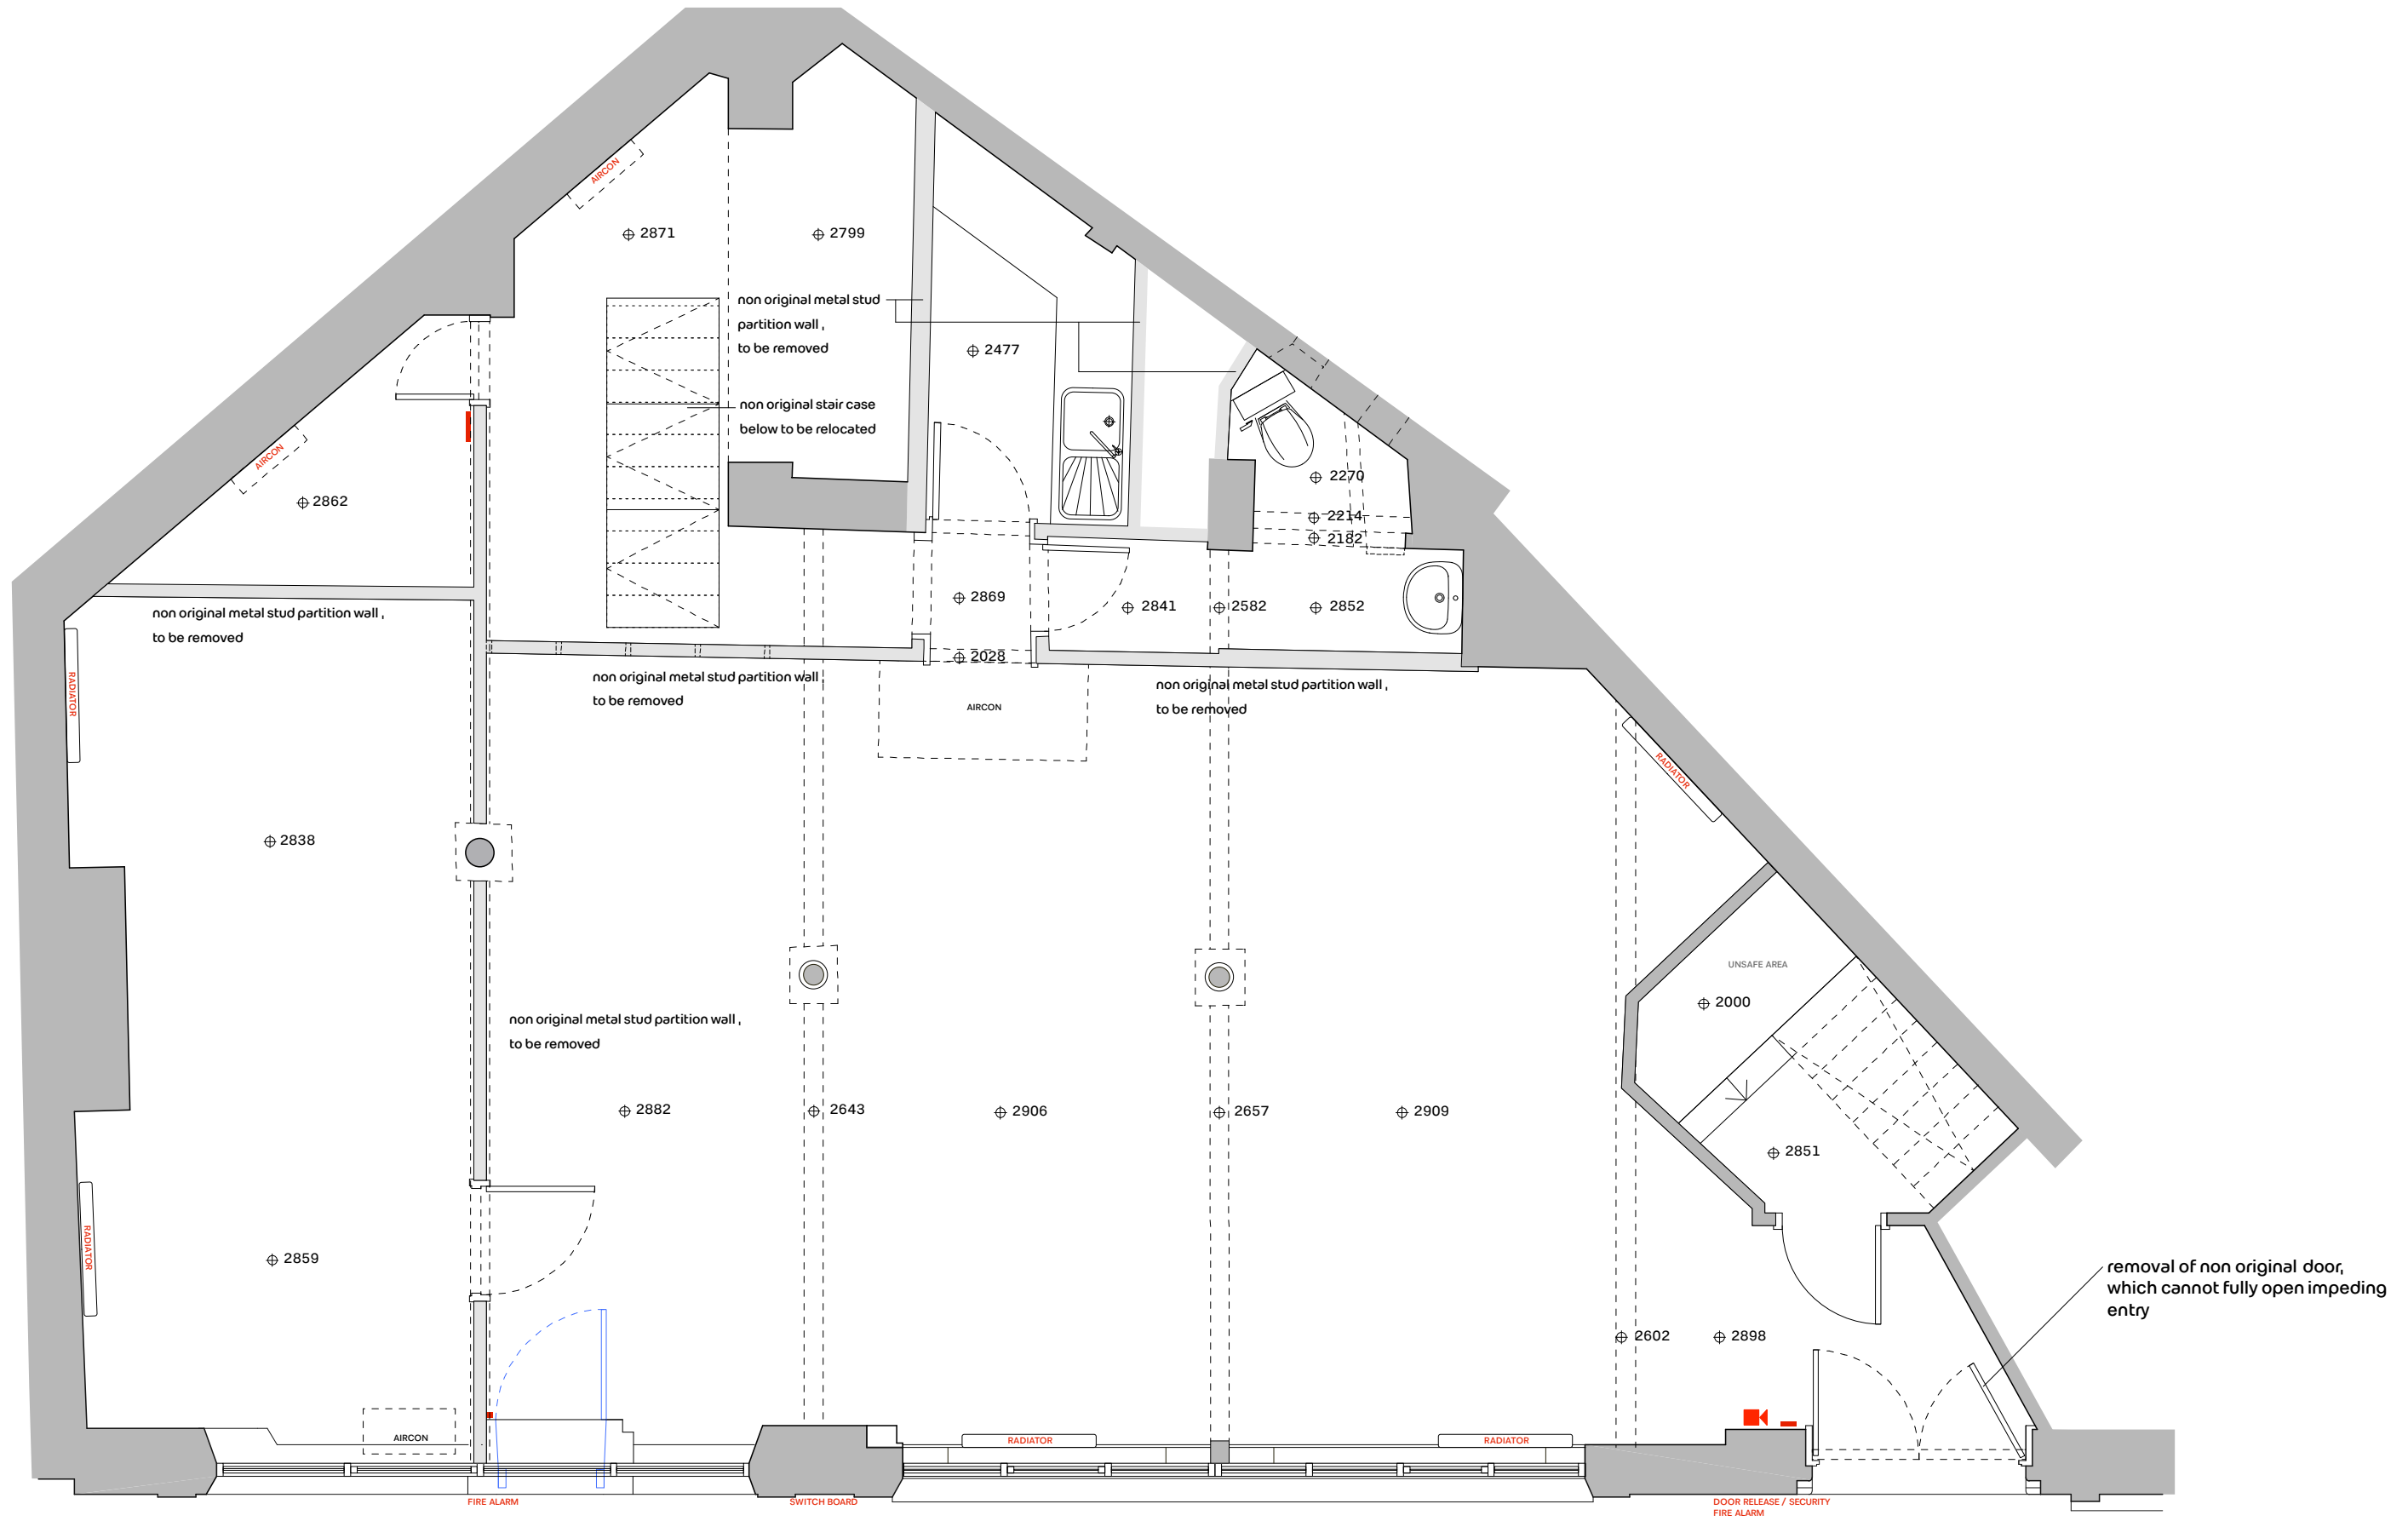 AIRCON
2871
2799
non original metal stud
partition wall ,
to be removed
2477
non original stair case
below to be relocated
AIRCON
2862
2270
2214
2182
2869
2841
2582
2852
non original metal stud partition wall ,
to be removed
2028
RADIATOR
non original metal stud partition wall ,
to be removed
non original metal stud partition wall ,
to be removed
AIRCON
RADIATOR
2838
UNSAFE AREA
2000
non original metal stud partition wall ,
to be removed
2882
2643
2906
2657
2909
2851
RADIATOR
2859
removal of non original door,
which cannot fully open impeding
entry
2602
2898
AIRCON
RADIATOR
RADIATOR
FIRE ALARM
SWITCH BOARD
DOOR RELEASE / SECURITY
FIRE ALARM